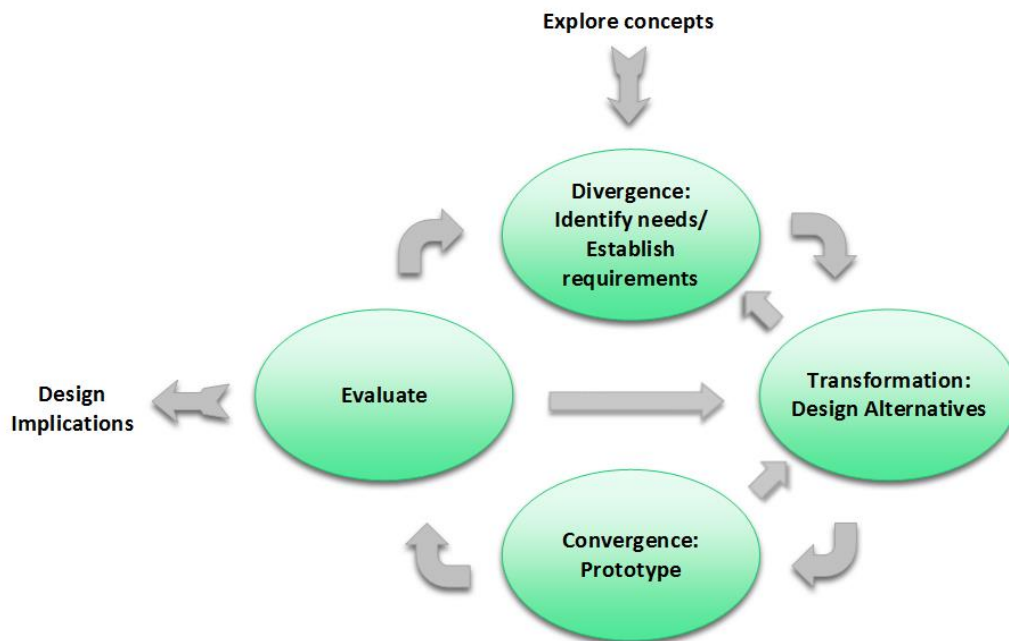 Explore concepts
Divergence:
Identify needs/
Establish
requirements
Evaluate
Transformation:
Design Alternatives
Design
Implications
Convergence:
Prototype